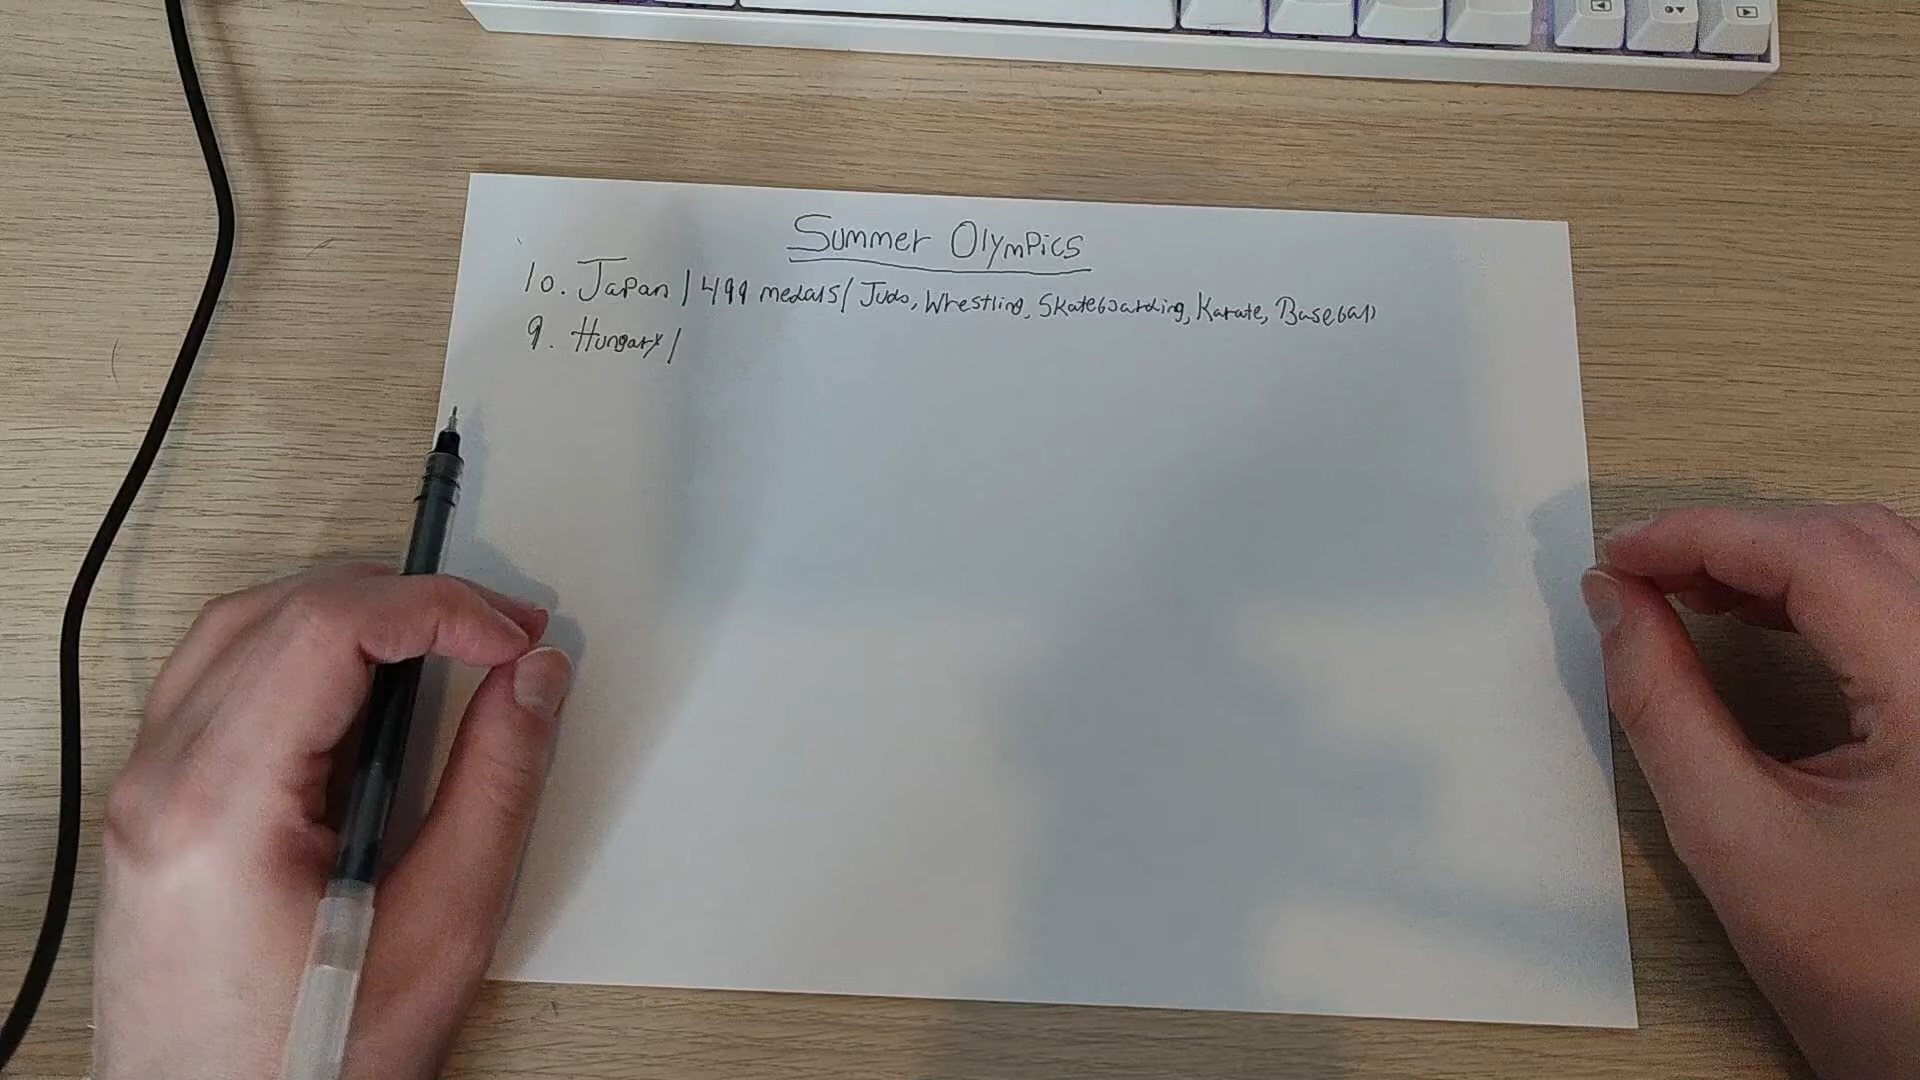 Summer Olympics
10. Japan | 499 medals / Judo, Wrestling, Skateboarding, Karate, Baseball
9. Hungary /